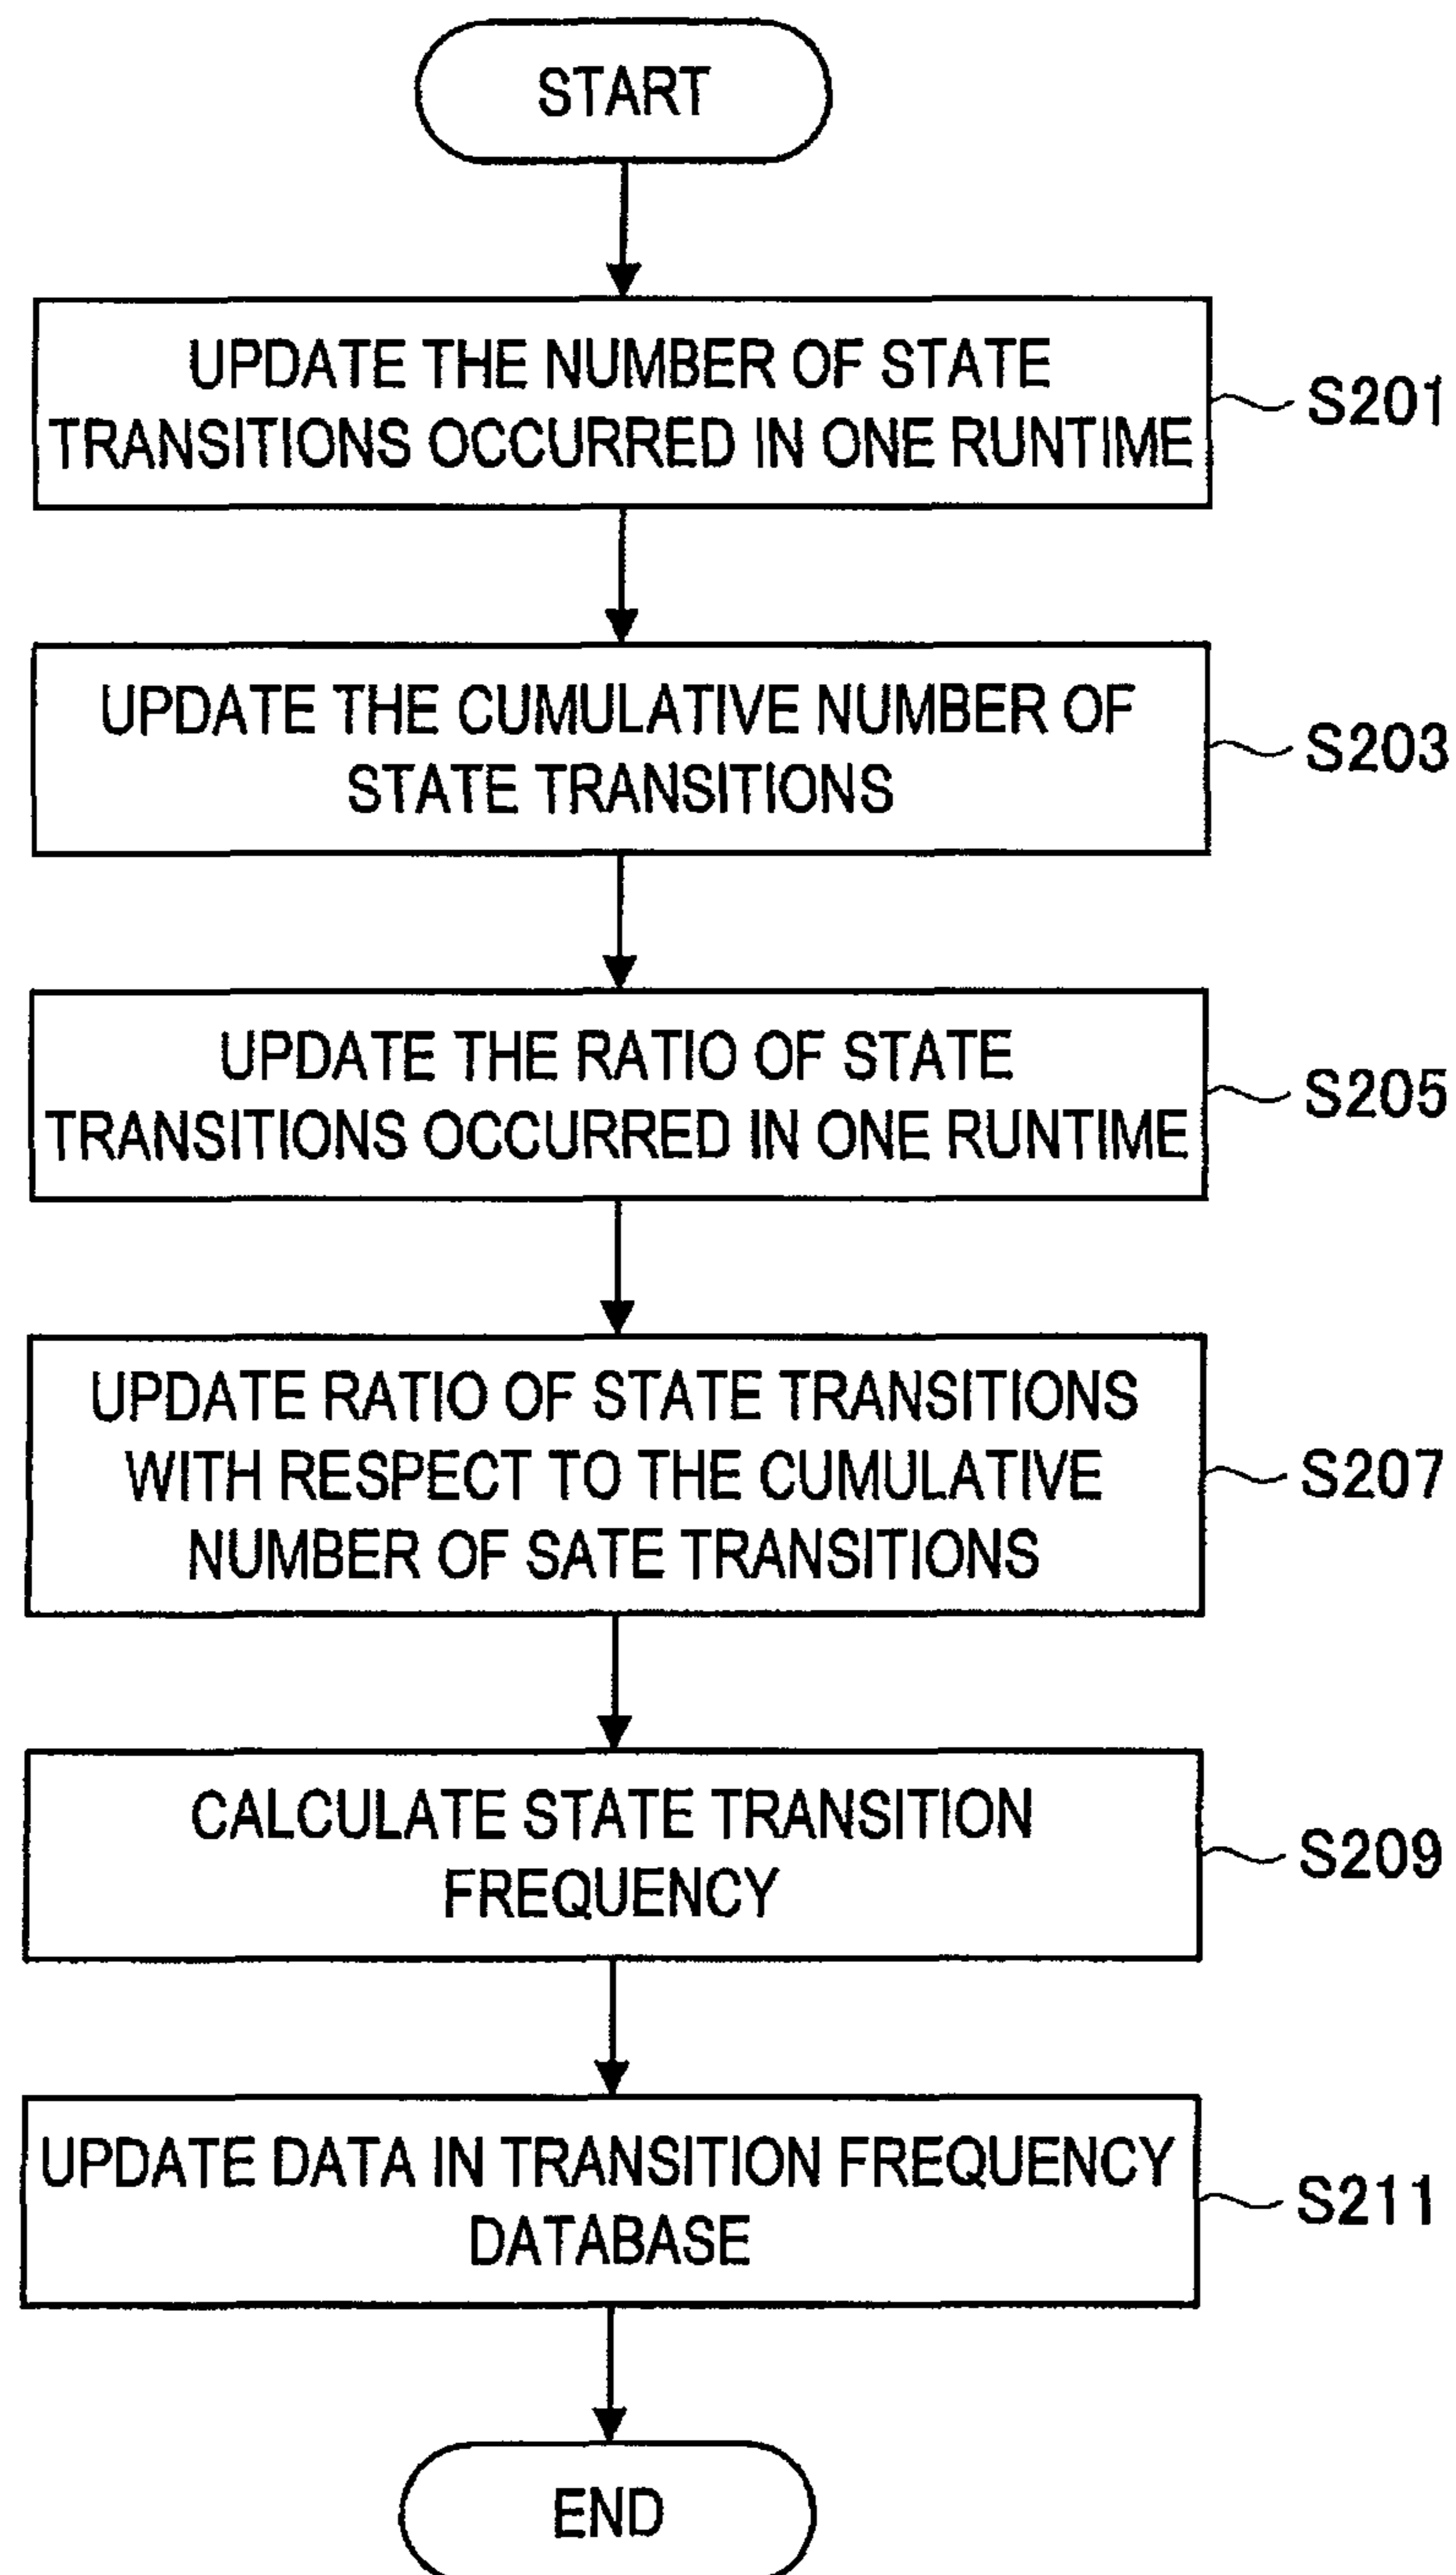 START
UPDATE THE NUMBER OF STATE
TRANSITIONS OCCURRED IN ONE RUNTIME
S201
UPDATE THE CUMULATIVE NUMBER OF
STATE TRANSITIONS
S203
UPDATE THE RATIO OF STATE
TRANSITIONS OCCURRED IN ONE RUNTIME
S205
UPDATE RATIO OF STATE TRANSITIONS
WITH RESPECT TO THE CUMULATIVE
NUMBER OF SATE TRANSITIONS
S207
CALCULATE STATE TRANSITION
FREQUENCY
S209
UPDATE DATA IN TRANSITION FREQUENCY
DATABASE
S211
END